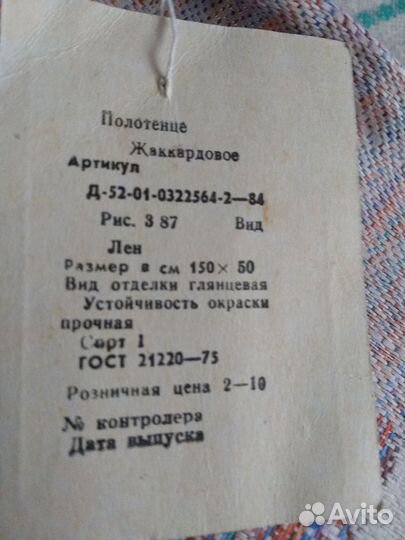 Полотенце
Жаккардовое
Артикул
Д-52-01-0322564-2—84
Рис. 3 87 Вид
Лен
Размер в см 150×50
Вид отделки глянцевая
Устойчивость окраски
прочная
Сорт 1
ГОСТ 21220—75
Розничная цена 2—10
№ контролера
Дата выпуска
Avito